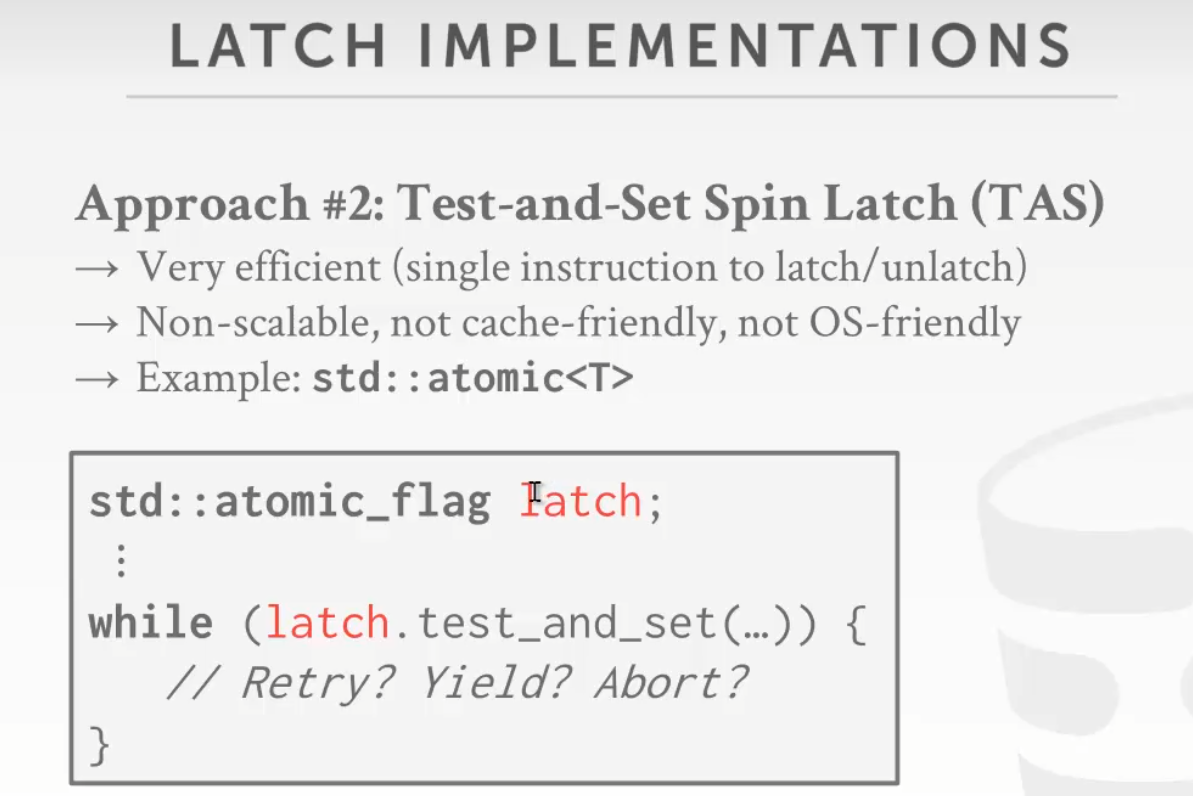 LATCH IMPLEMENTATIONS
Approach #2: Test-and-Set Spin Latch (TAS)
→ Very efficient (single instruction to latch/unlatch)
→ Non-scalable, not cache-friendly, not OS-friendly
→ Example: std::atomic<T>
std::atomic_flag latch;
⋮
while (latch.test_and_set(…)) {
// Retry? Yield? Abort?
}